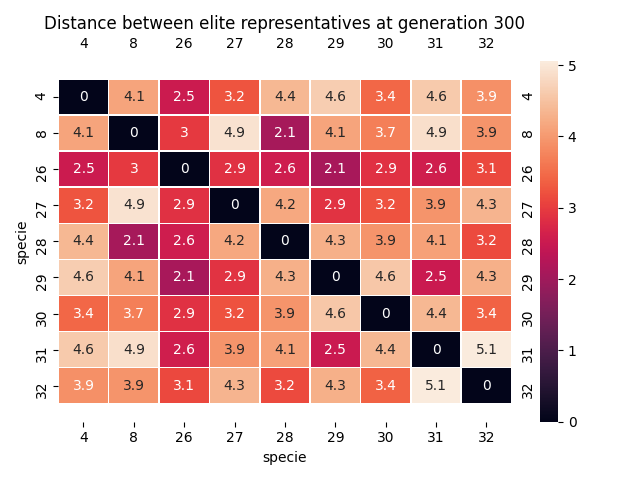 Distance between elite representatives at generation 300
4 8 26 27 28 29 30 31 32
5
4 0 4.1 2.5 3.2 4.4 4.6 3.4 4.6 3.9 4
4
8 4.1 0 3 4.9 2.1 4.1 3.7 4.9 3.9 8
26 2.5 3 0 2.9 2.6 2.1 2.9 2.6 3.1 26
3
27 3.2 4.9 2.9 0 4.2 2.9 3.2 3.9 4.3 27
specie
28 4.4 2.1 2.6 4.2 0 4.3 3.9 4.1 3.2 28
2
29 4.6 4.1 2.1 2.9 4.3 0 4.6 2.5 4.3 29
30 3.4 3.7 2.9 3.2 3.9 4.6 0 4.4 3.4 30
1
31 4.6 4.9 2.6 3.9 4.1 2.5 4.4 0 5.1 31
32 3.9 3.9 3.1 4.3 3.2 4.3 3.4 5.1 0 32
0
4 8 26 27 28 29 30 31 32
specie